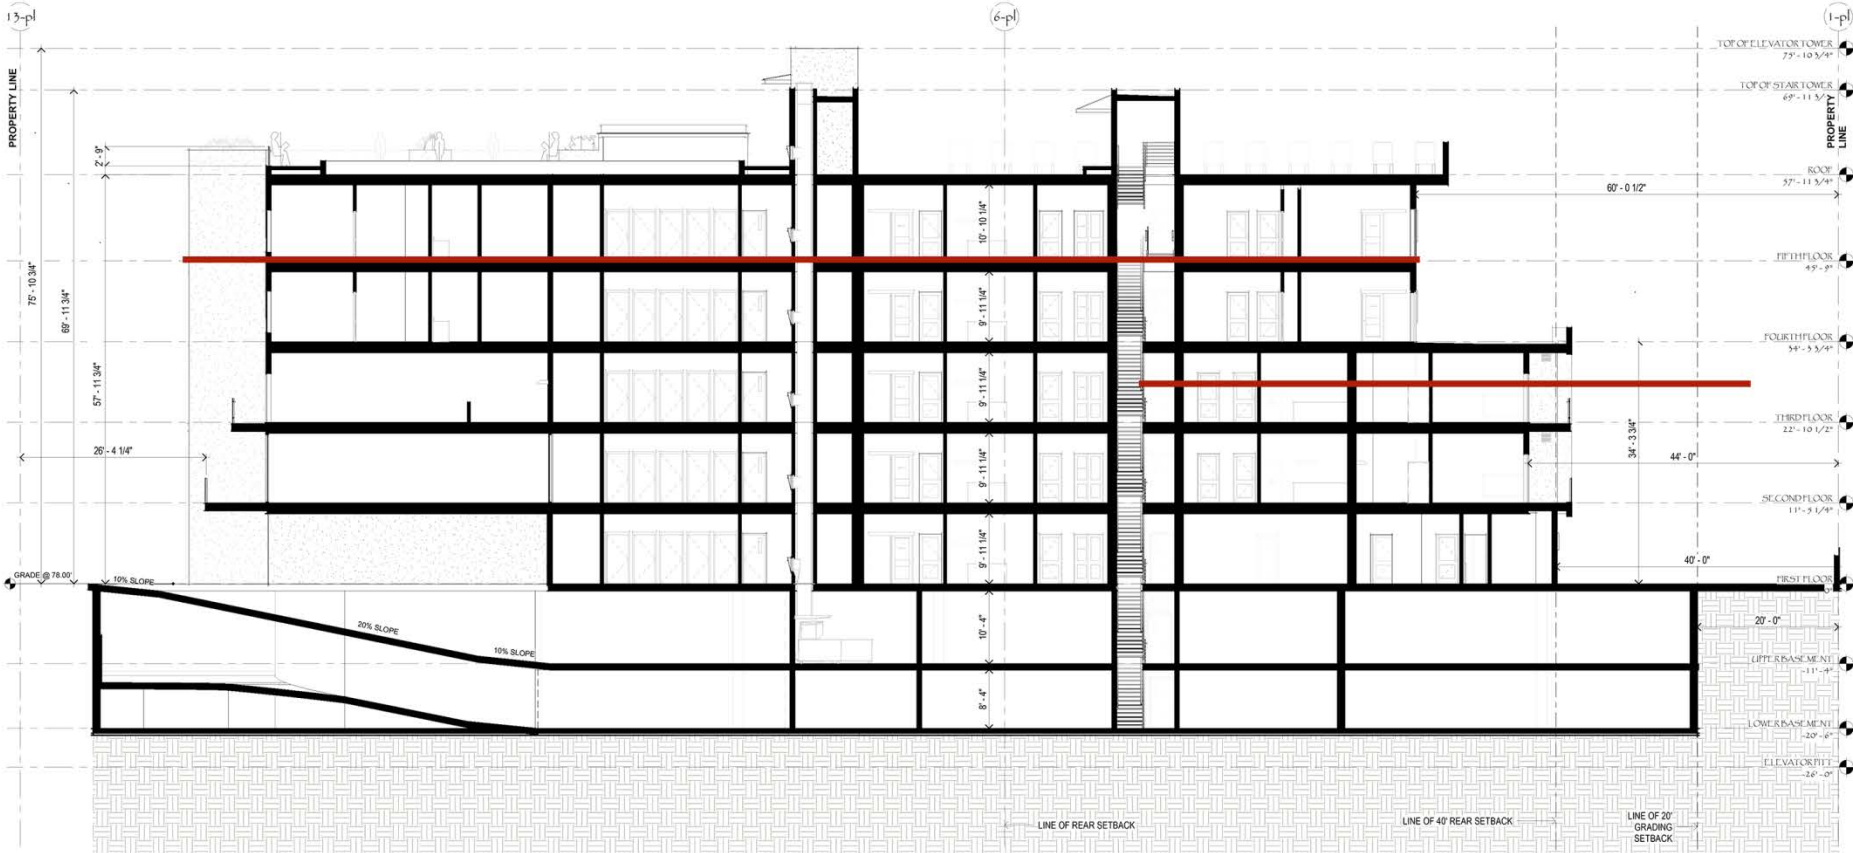 13-pl
6-pl
1-pl
TOP OF ELEVATOR TOWER
75' - 10 3/4"
TOP OF STAIR TOWER
69' - 11 3/
PROPERTY LINE
PROPERTY
LINE
2' - 9"
ROOF
57' - 11 3/4"
60' - 0 1/2"
10' - 10 1/4"
FIFTH FLOOR
45' - 9"
75' - 10 3/4"
69' - 11 3/4"
9' - 11 1/4"
FOURTH FLOOR
34' - 3 3/4"
57' - 11 3/4"
9' - 11 1/4"
THIRD FLOOR
22' - 10 1/2"
26' - 4 1/4"
9' - 11 1/4"
34' - 3 3/4"
44' - 0"
SECOND FLOOR
11' - 5 1/4"
9' - 11 1/4"
40' - 0"
GRADE @ 78.00'
10% SLOPE
FIRST FLOOR
20% SLOPE
10% SLOPE
10' - 4"
20' - 0"
UPPER BASEMENT
-11' - 4"
8' - 4"
LOWER BASEMENT
-20' - 6"
ELEVATOR PIT
-26' - 0"
LINE OF REAR SETBACK
LINE OF 40' REAR SETBACK
LINE OF 20'
GRADING
SETBACK